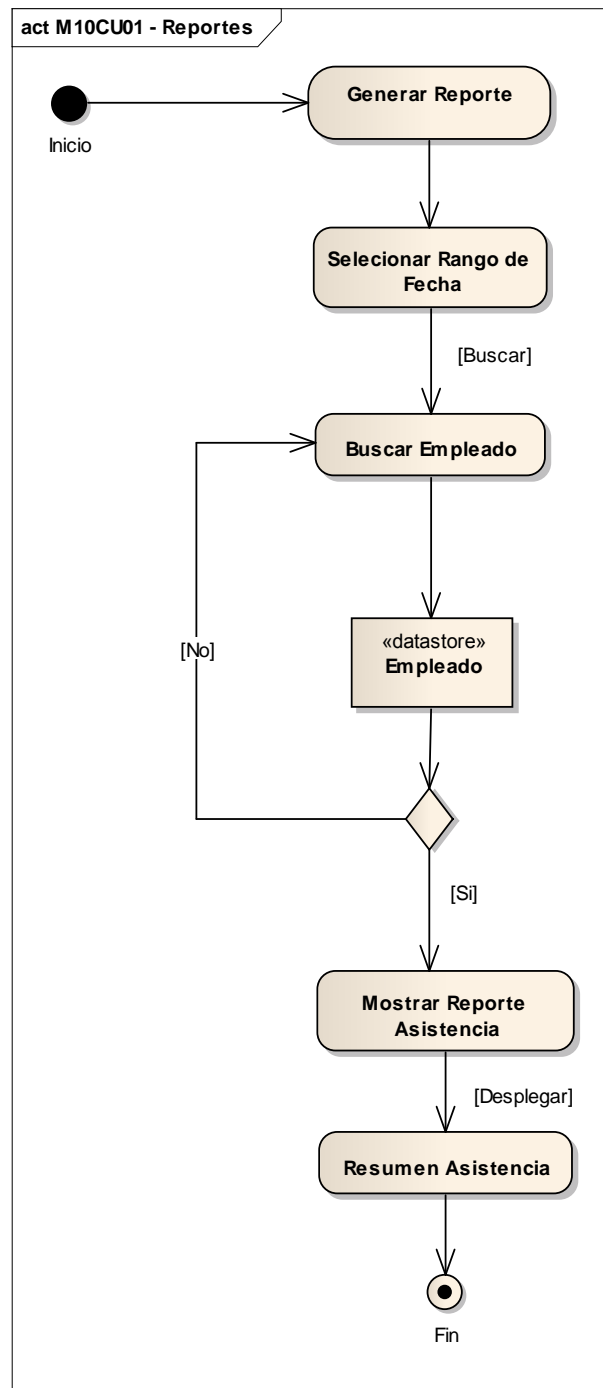 act M10CU01 - Reportes
Generar Reporte
Inicio
Selecionar Rango de
Fecha
[Buscar]
Buscar Empleado
«datastore»
Empleado
[No]
[Si]
Mostrar Reporte
Asistencia
[Desplegar]
Resumen Asistencia
Fin